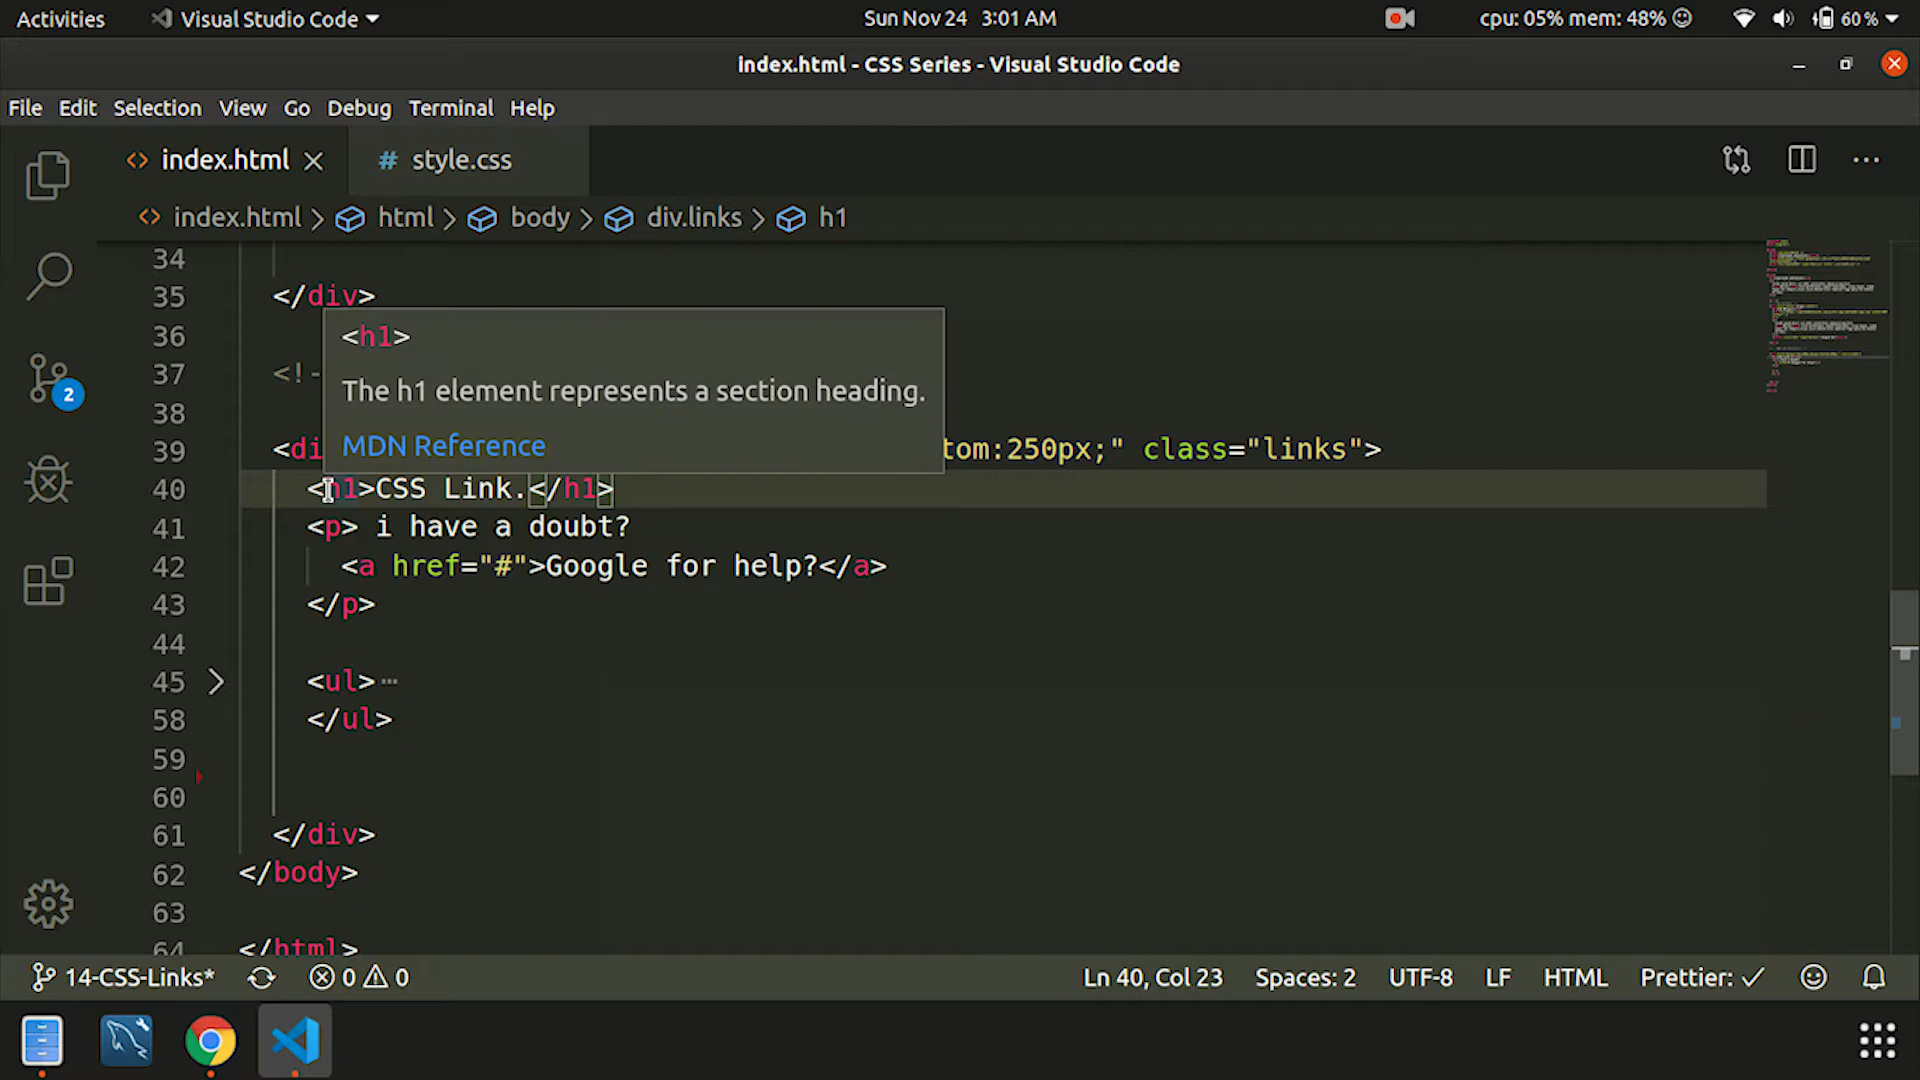 Activities Visual Studio Code Sun Nov 24 3:01 AM cpu: 05% mem: 48% 60%
index.html - CSS Series - Visual Studio Code
File Edit Selection View Go Debug Terminal Help
<> index.html # style.css
<> index.html > html > body > div.links > h1
34
35 </div>
<h1>
36
37 <!-
The h1 element represents a section heading.
38
MDN Reference
39 <di tom:250px;" class="links">
40 <h1>CSS Link.</h1>
41 <p> i have a doubt?
42 <a href="#">Google for help?</a>
43 </p>
44
45 <ul>…
58 </ul>
59
60
61 </div>
62 </body>
63
64 </html>
2
14-CSS-Links* 0 0 Ln 40, Col 23 Spaces: 2 UTF-8 LF HTML Prettier: ✓